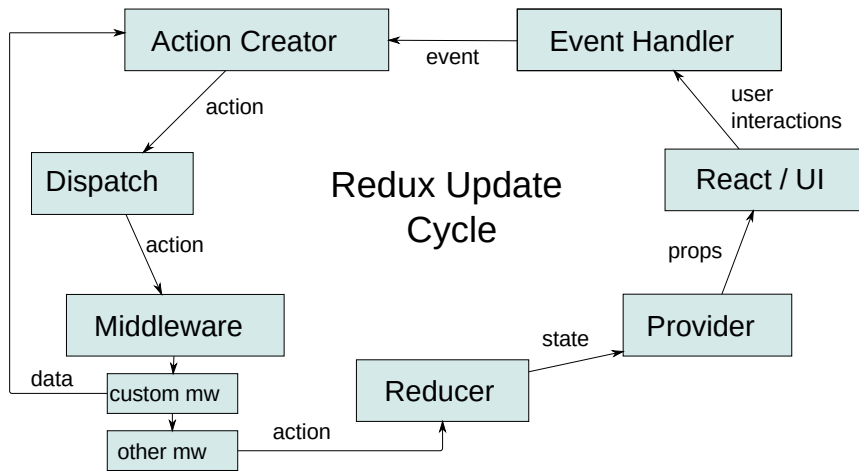 Action Creator
Event Handler
event
action
user
interactions
Dispatch
Redux Update
Cycle
React / UI
action
props
Middleware
Provider
state
data
custom mw
Reducer
other mw
action